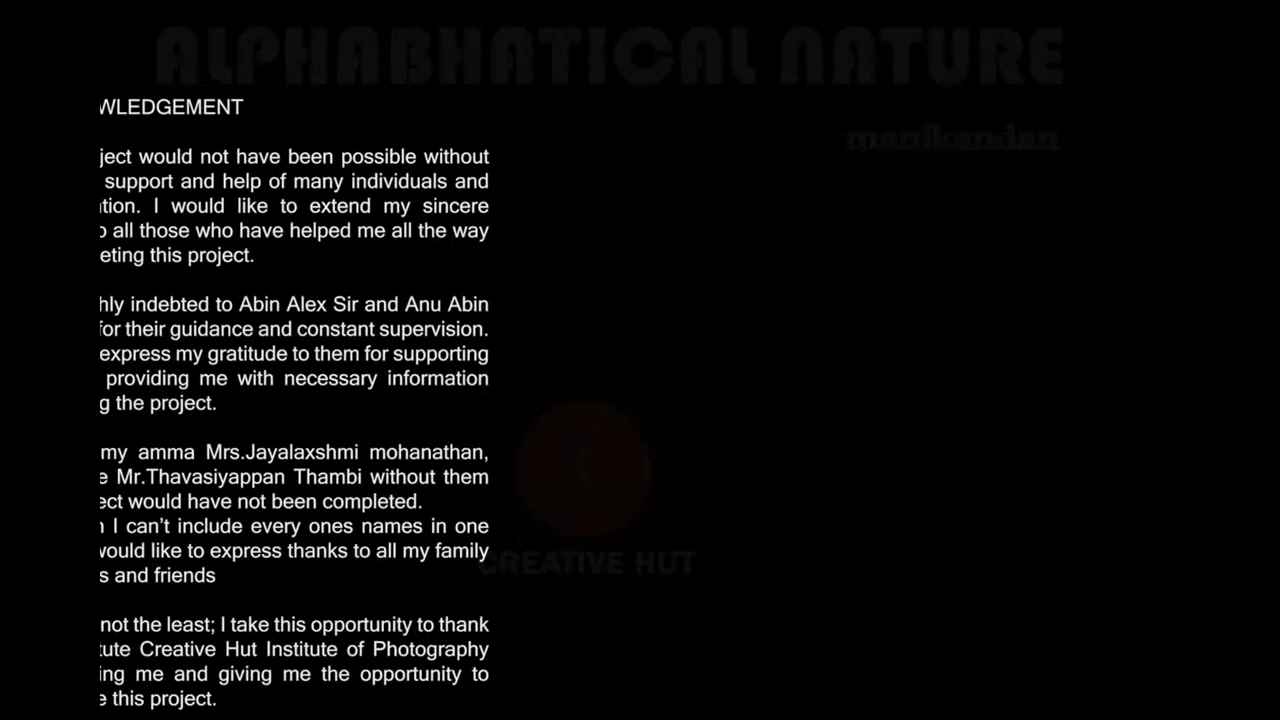 ALPHABHATICAL NATURE
manikandan
WLEDGEMENT
ject would not have been possible without
support and help of many individuals and
tion. I would like to extend my sincere
o all those who have helped me all the way
eting this project.
hly indebted to Abin Alex Sir and Anu Abin
for their guidance and constant supervision.
express my gratitude to them for supporting
providing me with necessary information
g the project.
my amma Mrs.Jayalaxshmi mohanathan,
e Mr.Thavasiyappan Thambi without them
ect would have not been completed.
n I can't include every ones names in one
would like to express thanks to all my family
s and friends
CREATIVE HUT
not the least; I take this opportunity to thank
tute Creative Hut Institute of Photography
ing me and giving me the opportunity to
e this project.